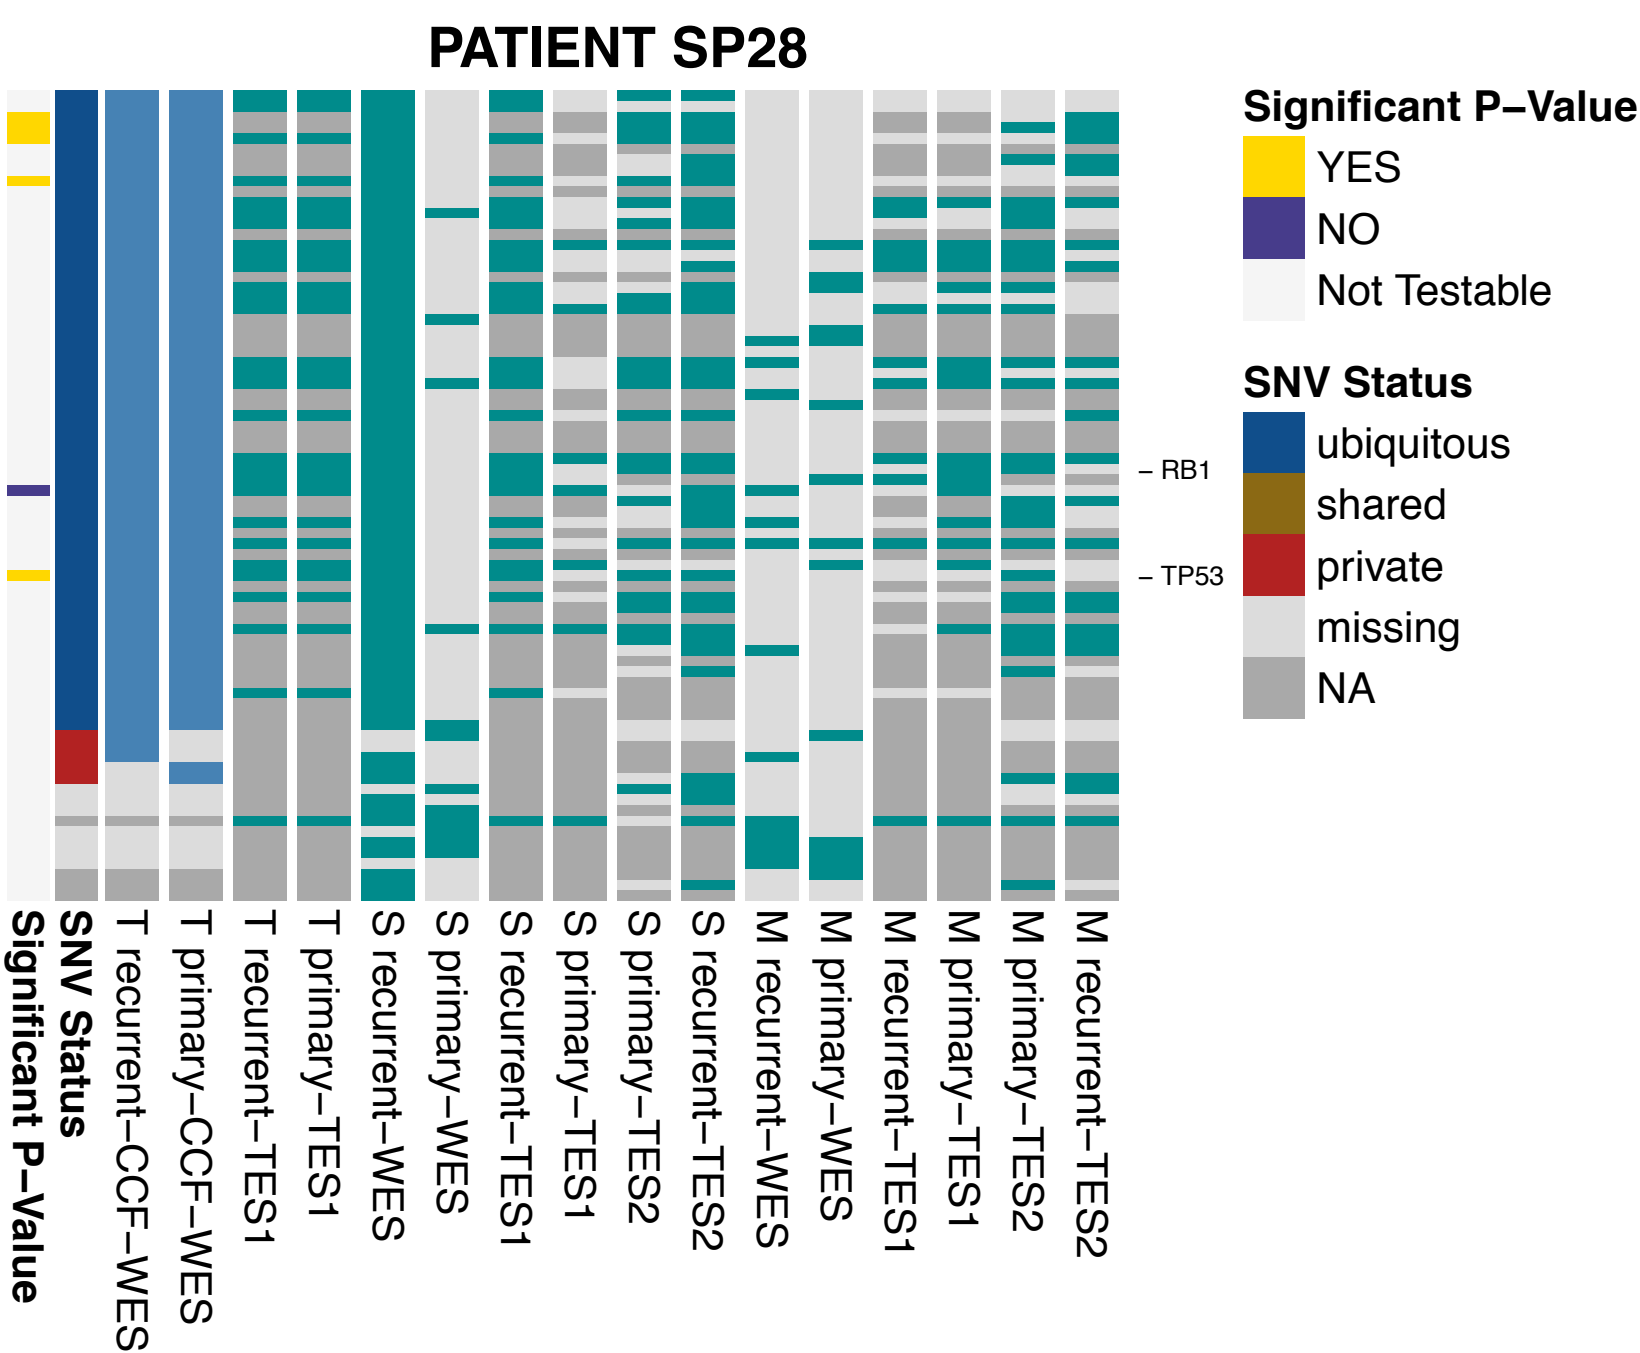 PATIENT SP28
Significant P−Value
YES
NO
Not Testable
SNV Status
ubiquitous
shared
private
missing
NA
− RB1
− TP53
Significant P−Value
SNV Status
T recurrent−CCF−WES
T primary−CCF−WES
T recurrent−TES1
T primary−TES1
S recurrent−WES
S primary−WES
S recurrent−TES1
S primary−TES1
S primary−TES2
S recurrent−TES2
M recurrent−WES
M primary−WES
M recurrent−TES1
M primary−TES1
M primary−TES2
M recurrent−TES2